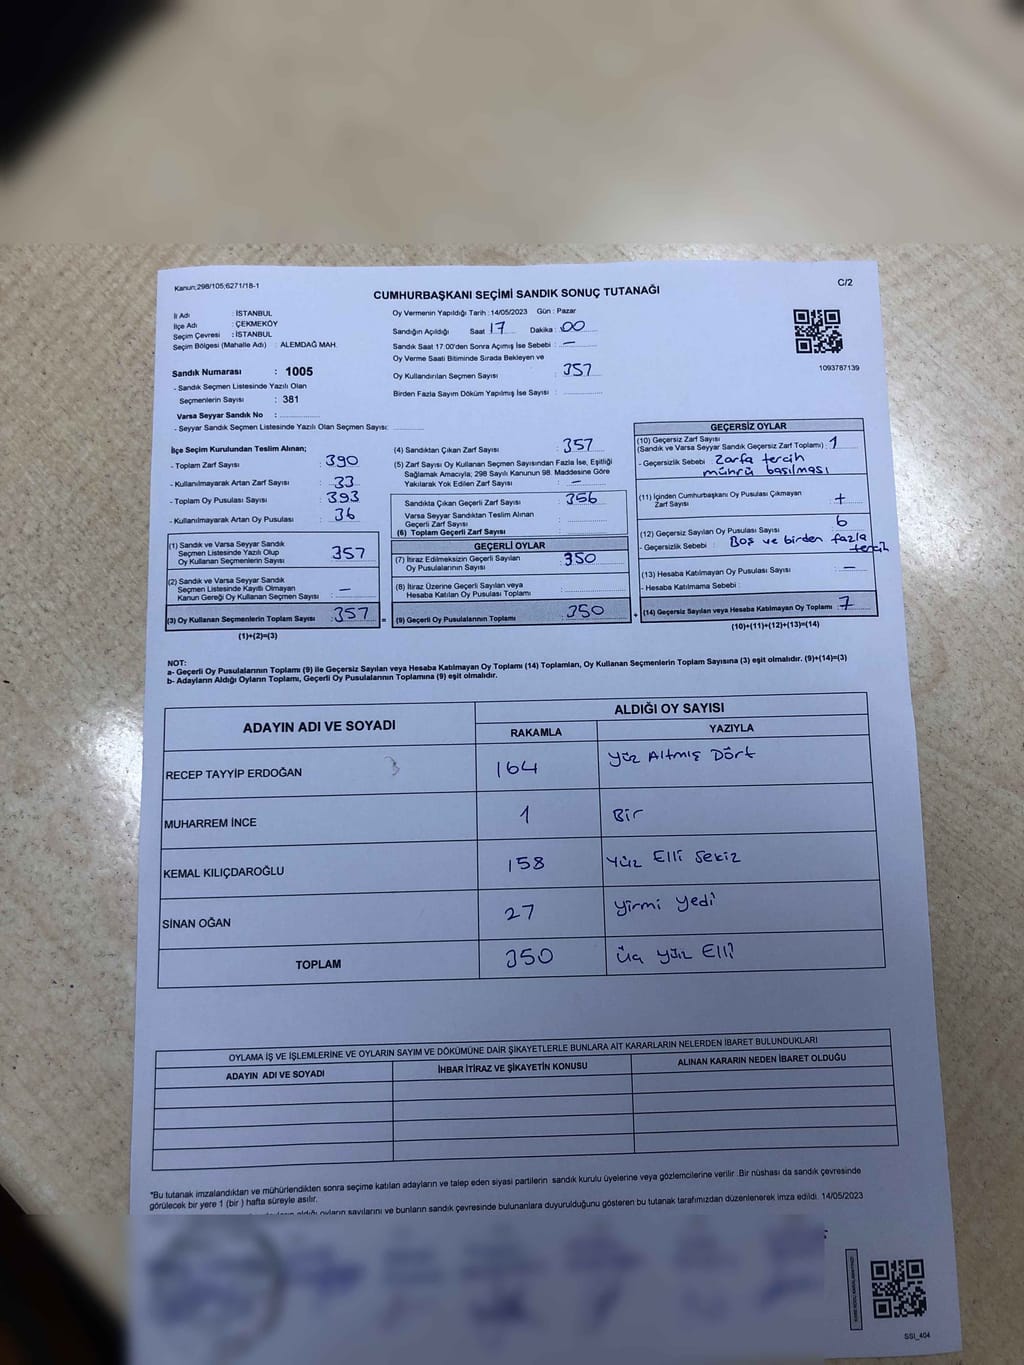 Kanun:298/105;6271/18-1
C/2
CUMHURBAŞKANI SEÇİMİ SANDIK SONUÇ TUTANAĞI
İl Adı : İSTANBUL
İlçe Adı : ÇEKMEKÖY
Seçim Çevresi : İSTANBUL
Seçim Bölgesi (Mahalle Adı) : ALEMDAĞ MAH.
Sandık Numarası : 1005
- Sandık Seçmen Listesinde Yazılı Olan
Seçmenlerin Sayısı : 381
Varsa Seyyar Sandık No :
- Seyyar Sandık Seçmen Listesinde Yazılı Olan Seçmen Sayısı:
Oy Vermenin Yapıldığı Tarih : 14/05/2023 Gün : Pazar
Sandığın Açıldığı Saat 17 Dakika : 00
Sandık Saat 17.00'den Sonra Açımış İse Sebebi : —
Oy Verme Saati Bitiminde Sırada Bekleyen ve
Oy Kullandırılan Seçmen Sayısı : 357
Birden Fazla Sayım Döküm Yapılmış İse Sayısı :
1093787139
İlçe Seçim Kurulundan Teslim Alınan;
- Toplam Zarf Sayısı : 390
- Kullanılmayarak Artan Zarf Sayısı : 33
- Toplam Oy Pusulası Sayısı : 393
- Kullanılmayarak Artan Oy Pusulası : 36
(1) Sandık ve Varsa Seyyar Sandık
Seçmen Listesinde Yazılı Olup
Oy Kullanan Seçmenlerin Sayısı : 357
(2) Sandık ve Varsa Seyyar Sandık
Seçmen Listesinde Kayıtlı Olmayan
Kanun Gereği Oy Kullanan Seçmen Sayısı : —
(3) Oy Kullanan Seçmenlerin Toplam Sayısı : 357 =
(1)+(2)=(3)
(4) Sandıktan Çıkan Zarf Sayısı : 357
(5) Zarf Sayısı Oy Kullanan Seçmen Sayısından Fazla İse, Eşitliği
Sağlamak Amacıyla; 298 Sayılı Kanunun 98. Maddesine Göre
Yakılarak Yok Edilen Zarf Sayısı : —
Sandıkta Çıkan Geçerli Zarf Sayısı : 356
Varsa Seyyar Sandıktan Teslim Alınan
Geçerli Zarf Sayısı :
(6) Toplam Geçerli Zarf Sayısı :
GEÇERLİ OYLAR
(7) İtiraz Edilmeksizin Geçerli Sayılan
Oy Pusulalarının Sayısı : 350
(8) İtiraz Üzerine Geçerli Sayılan veya
Hesaba Katılan Oy Pusulası Toplamı :
(9) Geçerli Oy Pusulalarının Toplamı : 350 +
GEÇERSİZ OYLAR
(10) Geçersiz Zarf Sayısı
(Sandık ve Varsa Seyyar Sandık Geçersiz Zarf Toplamı) : 1
- Geçersizlik Sebebi : Zarfa tercih
mührü basılması
(11) İçinden Cumhurbaşkanı Oy Pusulası Çıkmayan
Zarf Sayısı :
(12) Geçersiz Sayılan Oy Pusulası Sayısı : 6
- Geçersizlik Sebebi : Boş ve birden fazla
tercih
(13) Hesaba Katılmayan Oy Pusulası Sayısı : —
- Hesaba Katılmama Sebebi :
(14) Geçersiz Sayılan veya Hesaba Katılmayan Oy Toplamı : 7
(10)+(11)+(12)+(13)=(14)
NOT:
a- Geçerli Oy Pusulalarının Toplamı (9) ile Geçersiz Sayılan veya Hesaba Katılmayan Oy Toplamı (14) Toplamları, Oy Kullanan Seçmenlerin Toplam Sayısına (3) eşit olmalıdır. (9)+(14)=(3)
b- Adayların Aldığı Oyların Toplamı, Geçerli Oy Pusulalarının Toplamına (9) eşit olmalıdır.
ADAYIN ADI VE SOYADI
ALDIĞI OY SAYISI
RAKAMLA YAZIYLA
RECEP TAYYİP ERDOĞAN 164 Yüz Altmış Dört
MUHARREM İNCE 1 Bir
KEMAL KILIÇDAROĞLU 158 Yüz Elli Sekiz
SİNAN OĞAN 27 Yirmi Yedi
TOPLAM 350 Üç Yüz Elli
OYLAMA İŞ VE İŞLEMLERİNE VE OYLARIN SAYIM VE DÖKÜMÜNE DAİR ŞİKAYETLERLE BUNLARA AİT KARARLARIN NELERDEN İBARET BULUNDUKLARI
ADAYIN ADI VE SOYADI İHBAR İTİRAZ VE ŞİKAYETİN KONUSU ALINAN KARARIN NEDEN İBARET OLDUĞU
*Bu tutanak imzalandıktan ve mühürlendikten sonra seçime katılan adayların ve talep eden siyasi partilerin sandık kurulu üyelerine veya gözlemcilerine verilir .Bir nüshası da sandık çevresinde
görülecek bir yere 1 (bir ) hafta süreyle asılır.
aldığı oyların sayılarını ve bunların sandık çevresinde bulunanlara duyurulduğunu gösteren bu tutanak tarafımızdan düzenlenerek imza edildi. 14/05/2023
SSI_404